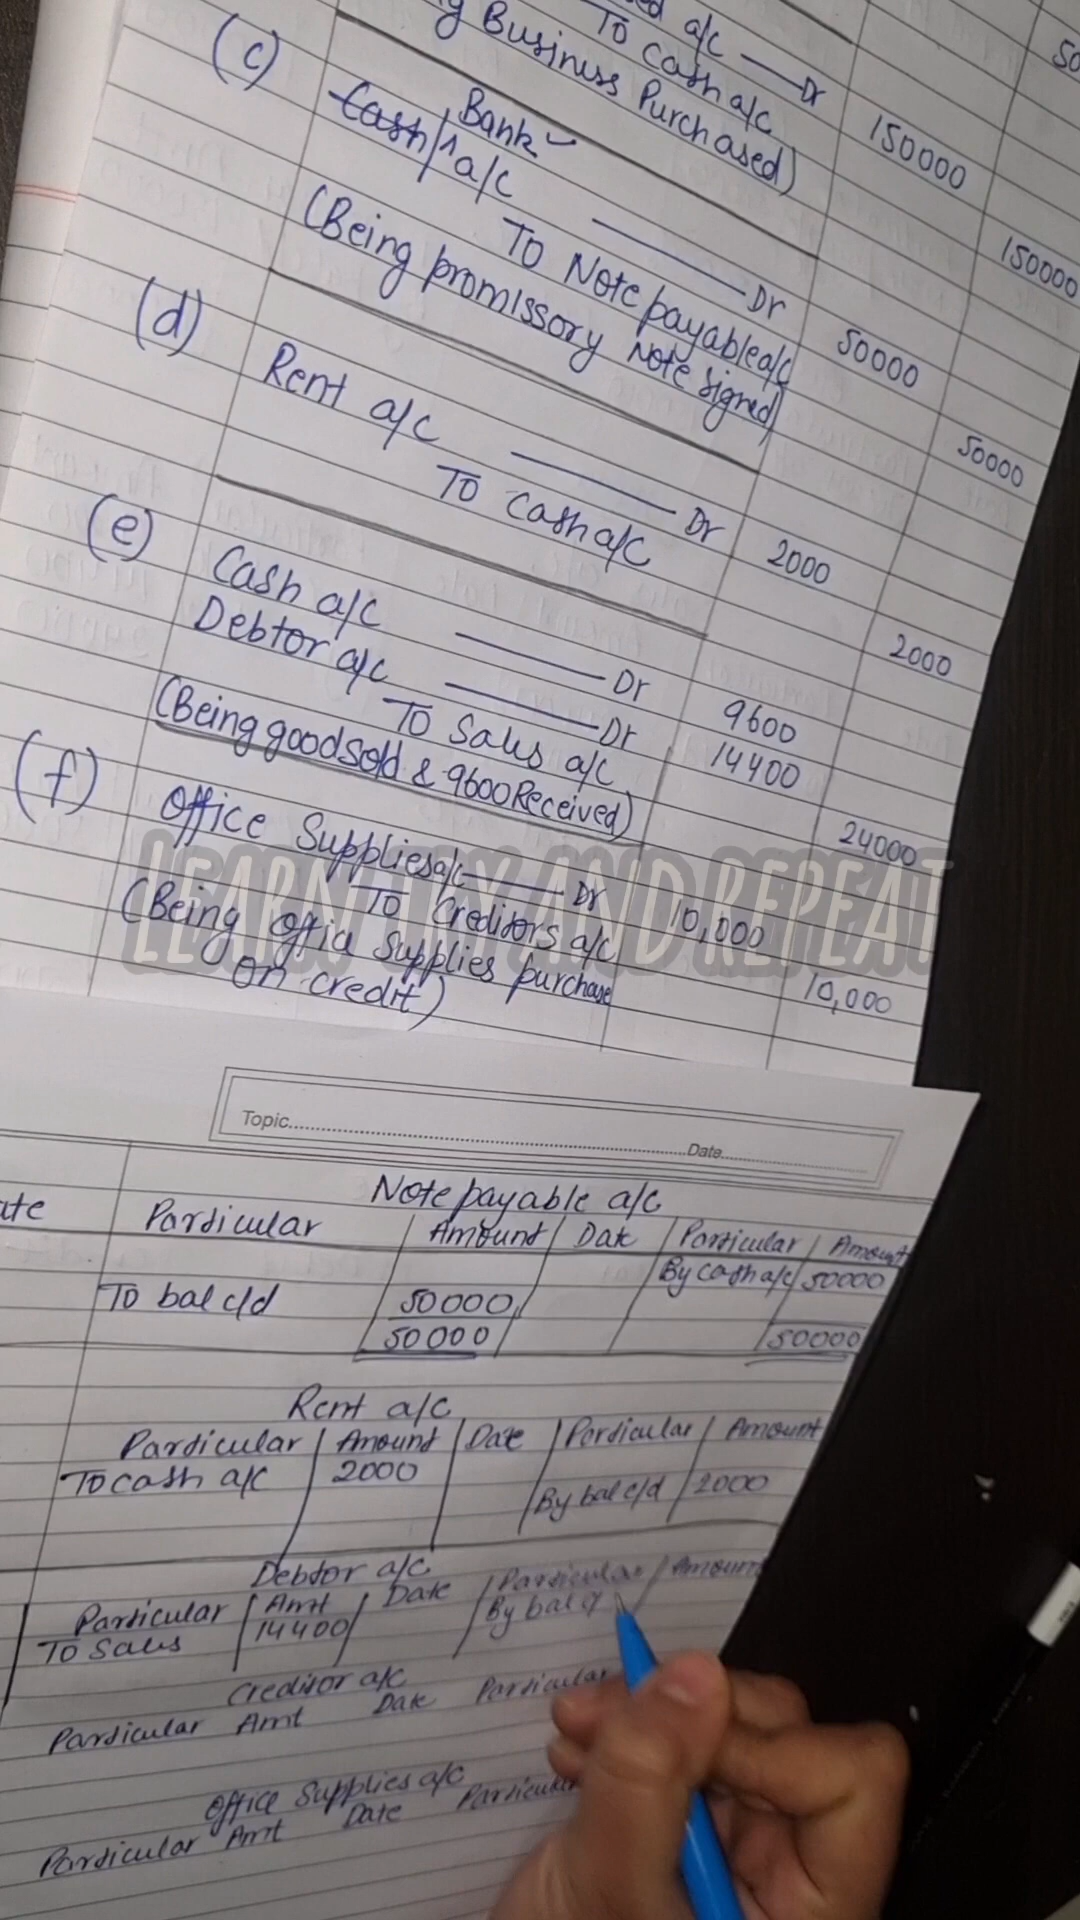 a/c Dr
To cash a/c
Business Purchased)
150000
150000
(c)
Bank
Cash/ a/c Dr
50000
To Note payable a/c
50000
(Being promissory note signed)
(d)
Rent a/c Dr
2000
To Cash a/c
2000
(e)
Cash a/c Dr
9600
Debtor a/c Dr
14400
To Sales a/c
24000
(Being good sold & 9600 Received)
(f)
Office Supplies a/c Dr
10,000
To Creditors a/c
10,000
(Being office supplies purchase
on credit)
LEARN TRY AND REPEAT
Topic Date
Note payable a/c
Particular Amount Date Particular Amount
By cash a/c 50000
To bal c/d 50000
50000 50000
Rent a/c
Particular Amount Date Particular Amount
To cash a/c 2000
By bal c/d 2000
Debtor a/c
Particular Amt Date Particular Amount
To Sales 14400 By bal
Creditor a/c
Particular Amt Date Particular
Office Supplies a/c
Particular Amt Date Particular